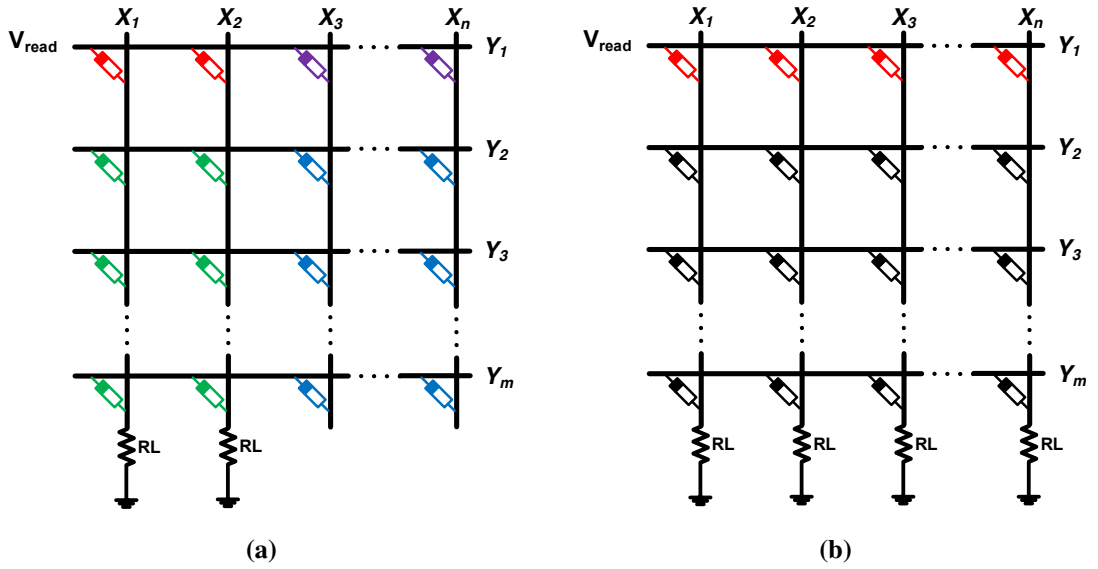 X1 X2 X3 Xn
Vread Y1
Y2
Y3
Ym
RL RL
(a)
X1 X2 X3 Xn
Vread Y1
Y2
Y3
Ym
RL RL RL RL
(b)